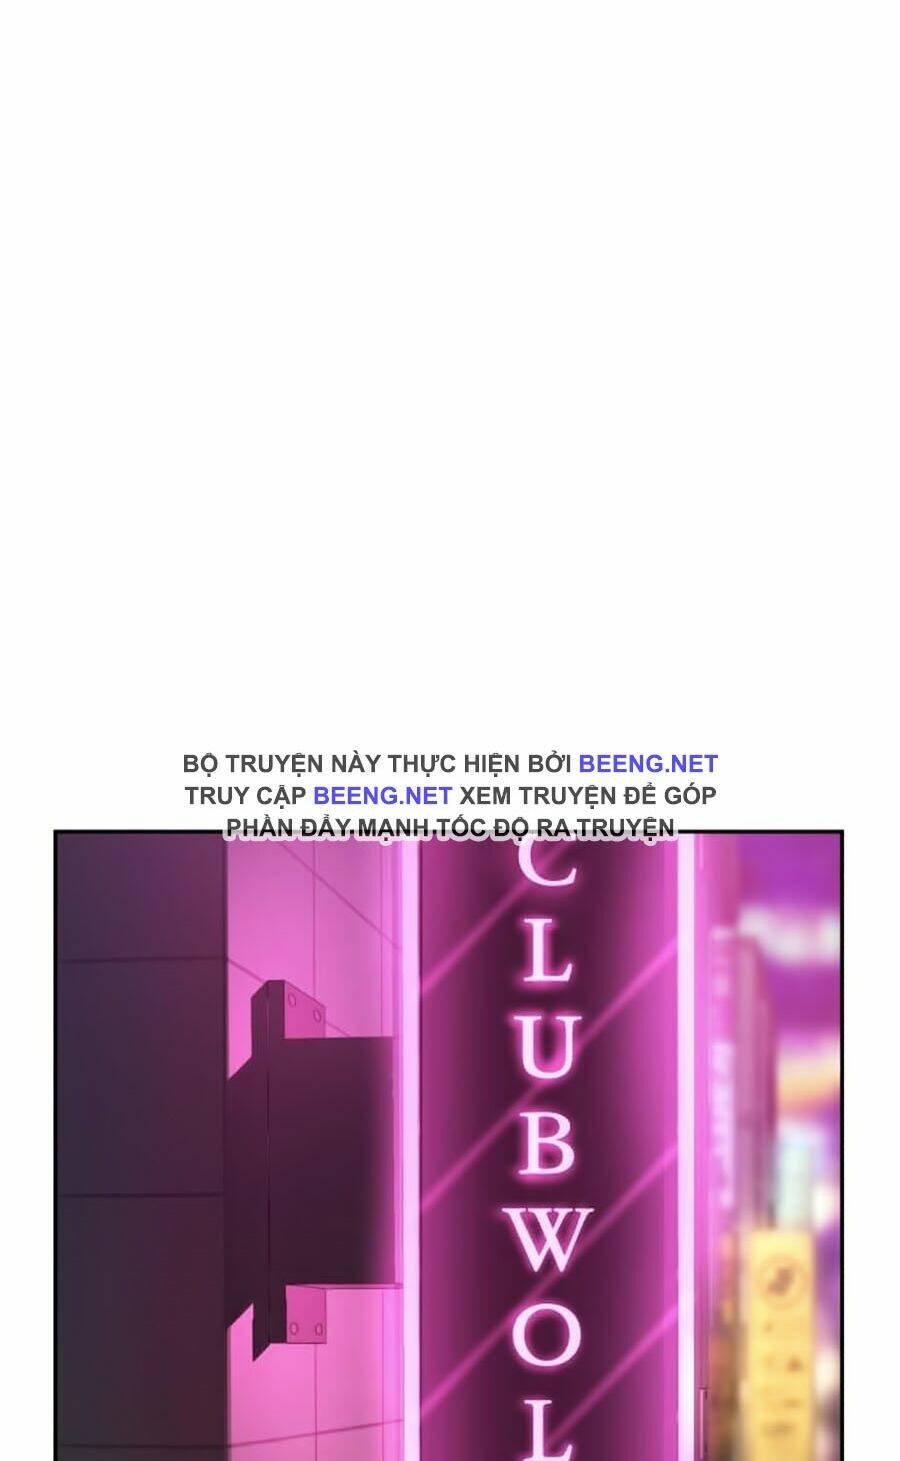 BỘ TRUYỆN NÀY THỰC HIỆN BỞI BEENG.NET
TRUY CẬP BEENG.NET XEM TRUYỆN ĐỂ GÓP
PHẦN ĐẨY MẠNH TỐC ĐỘ RA TRUYỆN
CLUBWOL